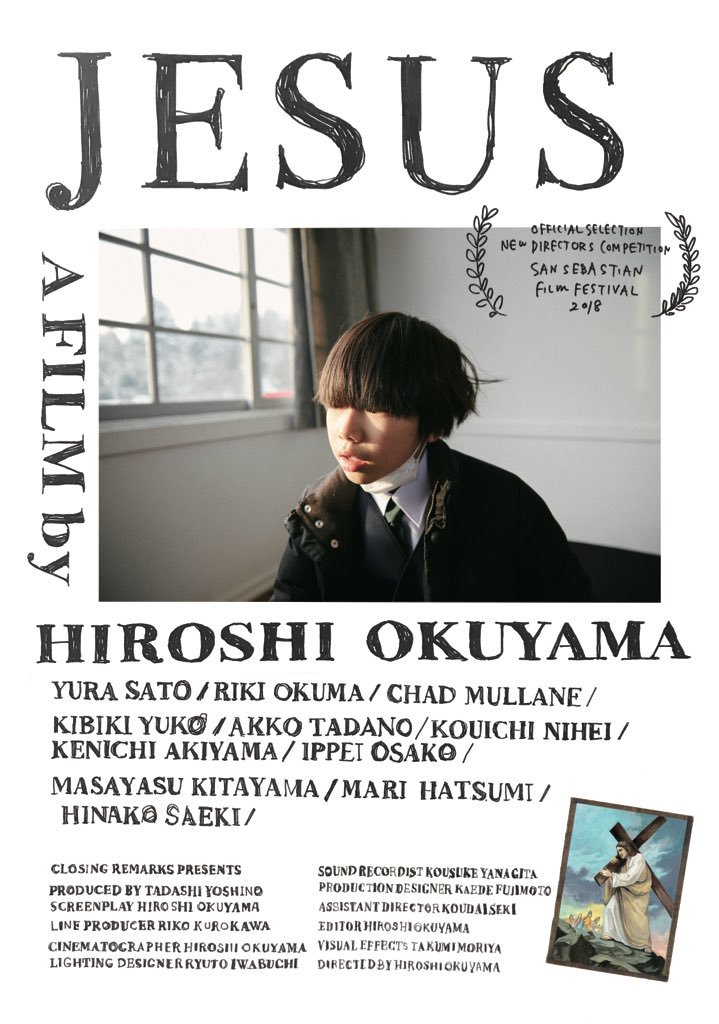 JESUS
OFFICIAL SELECTION
NEW DIRECTORS COMPETITION
SAN SEBASTIAN
FILM FESTIVAL
2018
A FILM by
HIROSHI OKUYAMA
YURA SATO / RIKI OKUMA / CHAD MULLANE /
KIBIKI YUKO / AKKO TADANO / KOUICHI NIHEI /
KENICHI AKIYAMA / IPPEI OSAKO /
MASAYASU KITAYAMA / MARI HATSUMI /
HINAKO SAEKI /
CLOSING REMARKS PRESENTS
PRODUCED BY TADASHI YOSHINO
SCREENPLAY HIROSHI OKUYAMA
LINE PRODUCER RIKO KUROKAWA
CINEMATOGRAPHER HIROSHI OKUYAMA
LIGHTING DESIGNER RYUTO IWABUCHI
SOUND RECORDIST KOUSUKE YANAGITA
PRODUCTION DESIGNER KAEDE FUJIMOTO
ASSISTANT DIRECTOR KOUDAI SEKI
EDITOR HIROSHI OKUYAMA
VISUAL EFFECTS TAKUMI MORIYA
DIRECTED BY HIROSHI OKUYAMA